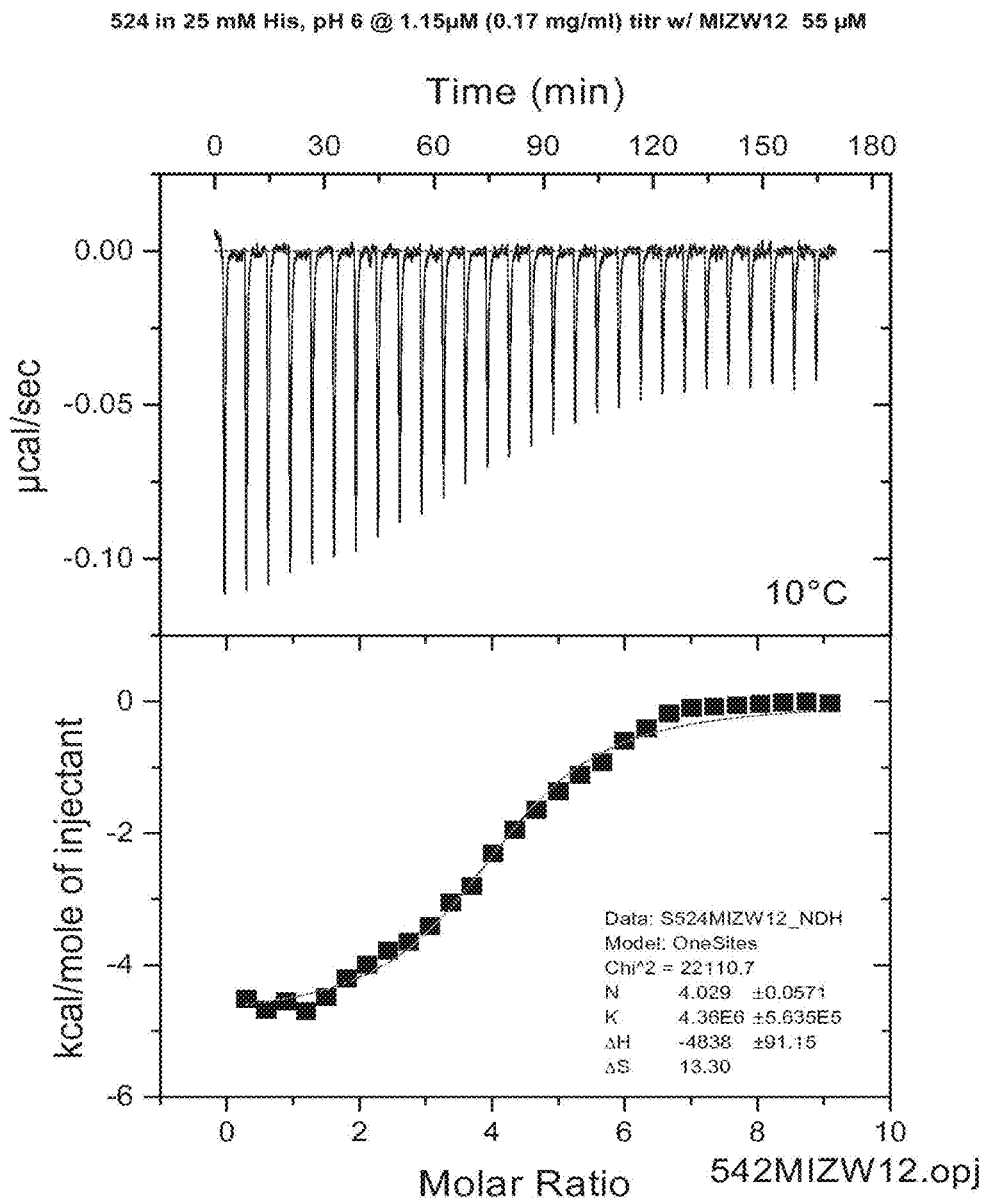 524 in 25 mM His, pH 6 @ 1.15µM (0.17 mg/ml) titr w/ MIZW12 55 µM
Time (min)
0 30 60 90 120 150 180
0.00
-0.05
-0.10
µcal/sec
10°C
0
-2
-4
-6
kcal/mole of injectant
Data: S524MIZW12_NDH
Model: OneSites
Chi^2 = 22110.7
N 4.029 ±0.0571
K 4.36E6 ±5.635E5
ΔH -4838 ±91.15
ΔS 13.30
0 2 4 6 8 10
Molar Ratio
542MIZW12.opj